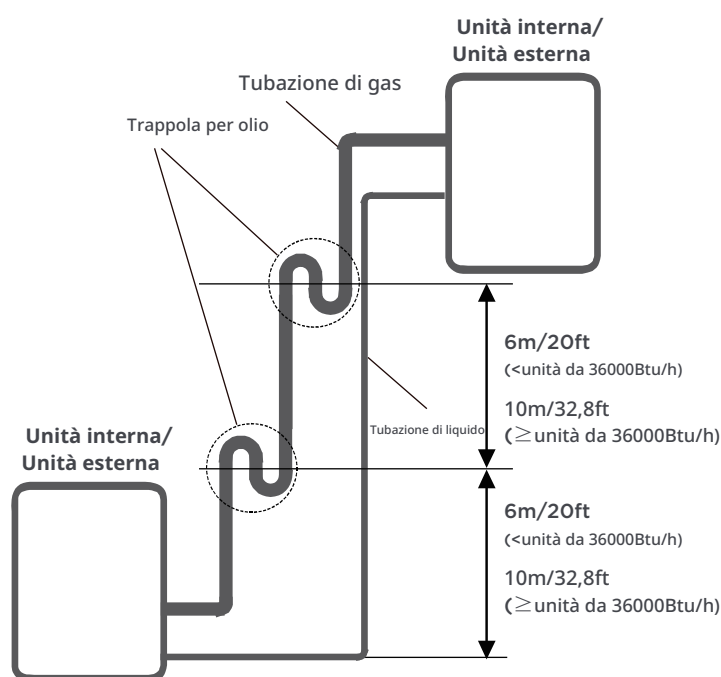 Unità interna/
Unità esterna
Tubazione di gas
Trappola per olio
6m/20ft
(<unità da 36000Btu/h)
10m/32,8ft
(≥unità da 36000Btu/h)
Tubazione di liquido
Unità interna/
Unità esterna
6m/20ft
(<unità da 36000Btu/h)
10m/32,8ft
(≥unità da 36000Btu/h)